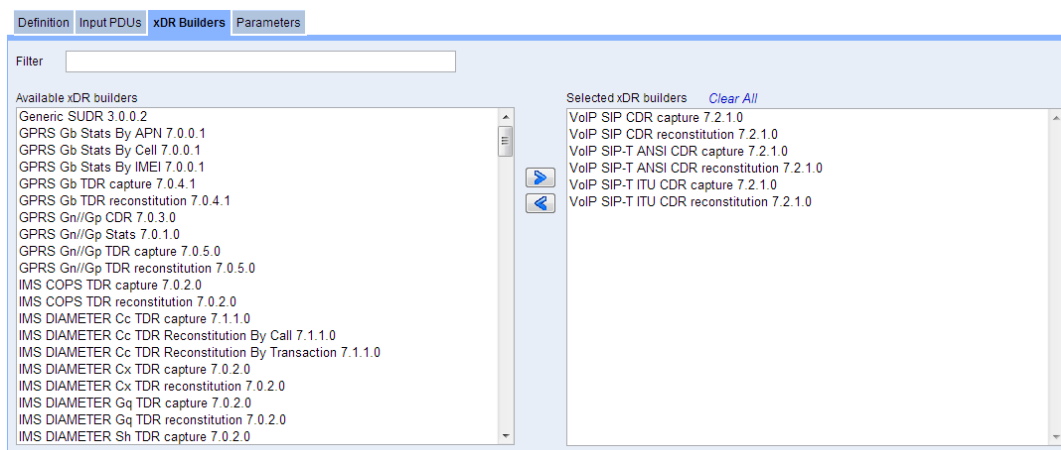 Definition Input PDUs xDR Builders Parameters
Filter
Available xDR builders
Generic SUDR 3.0.0.2
GPRS Gb Stats By APN 7.0.0.1
GPRS Gb Stats By Cell 7.0.0.1
GPRS Gb Stats By IMEI 7.0.0.1
GPRS Gb TDR capture 7.0.4.1
GPRS Gb TDR reconstitution 7.0.4.1
GPRS Gn//Gp CDR 7.0.3.0
GPRS Gn//Gp Stats 7.0.1.0
GPRS Gn//Gp TDR capture 7.0.5.0
GPRS Gn//Gp TDR reconstitution 7.0.5.0
IMS COPS TDR capture 7.0.2.0
IMS COPS TDR reconstitution 7.0.2.0
IMS DIAMETER Cc TDR capture 7.1.1.0
IMS DIAMETER Cc TDR Reconstitution By Call 7.1.1.0
IMS DIAMETER Cc TDR Reconstitution By Transaction 7.1.1.0
IMS DIAMETER Cx TDR capture 7.0.2.0
IMS DIAMETER Cx TDR reconstitution 7.0.2.0
IMS DIAMETER Gq TDR capture 7.0.2.0
IMS DIAMETER Gq TDR reconstitution 7.0.2.0
IMS DIAMETER Sh TDR capture 7.0.2.0
Selected xDR builders Clear All
VoIP SIP CDR capture 7.2.1.0
VoIP SIP CDR reconstitution 7.2.1.0
VoIP SIP-T ANSI CDR capture 7.2.1.0
VoIP SIP-T ANSI CDR reconstitution 7.2.1.0
VoIP SIP-T ITU CDR capture 7.2.1.0
VoIP SIP-T ITU CDR reconstitution 7.2.1.0